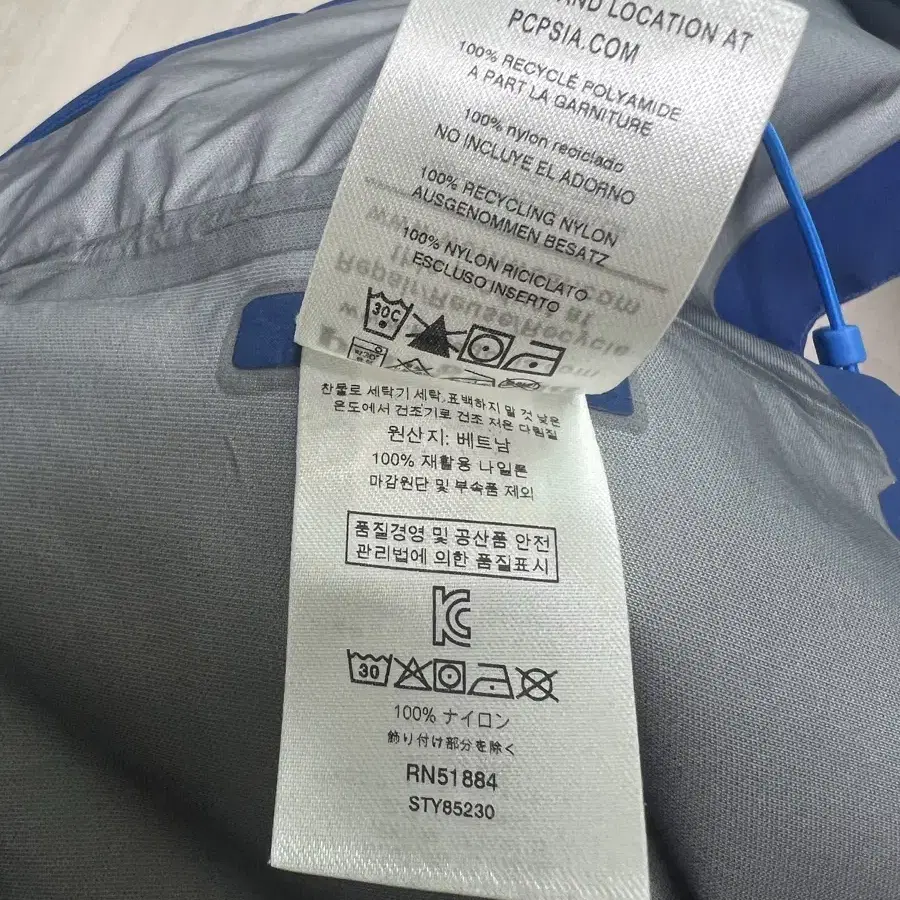 AND LOCATION AT
PCPSIA.COM
100% RECYCLÉ POLYAMIDE
A PART LA GARNITURE
100% nylon reciclado
NO INCLUYE EL ADORNO
100% RECYCLING NYLON
AUSGENOMMEN BESATZ
100% NYLON RICICLATO
ESCLUSO INSERTO
30C
찬물로 세탁기 세탁, 표백하지 말 것 낮은
온도에서 건조기로 건조 저온 다림질
원산지: 베트남
100% 재활용 나일론
마감원단 및 부속품 제외
품질경영 및 공산품 안전
관리법에 의한 품질표시
30
100% ナイロン
飾り付け部分を除く
RN51884
STY85230